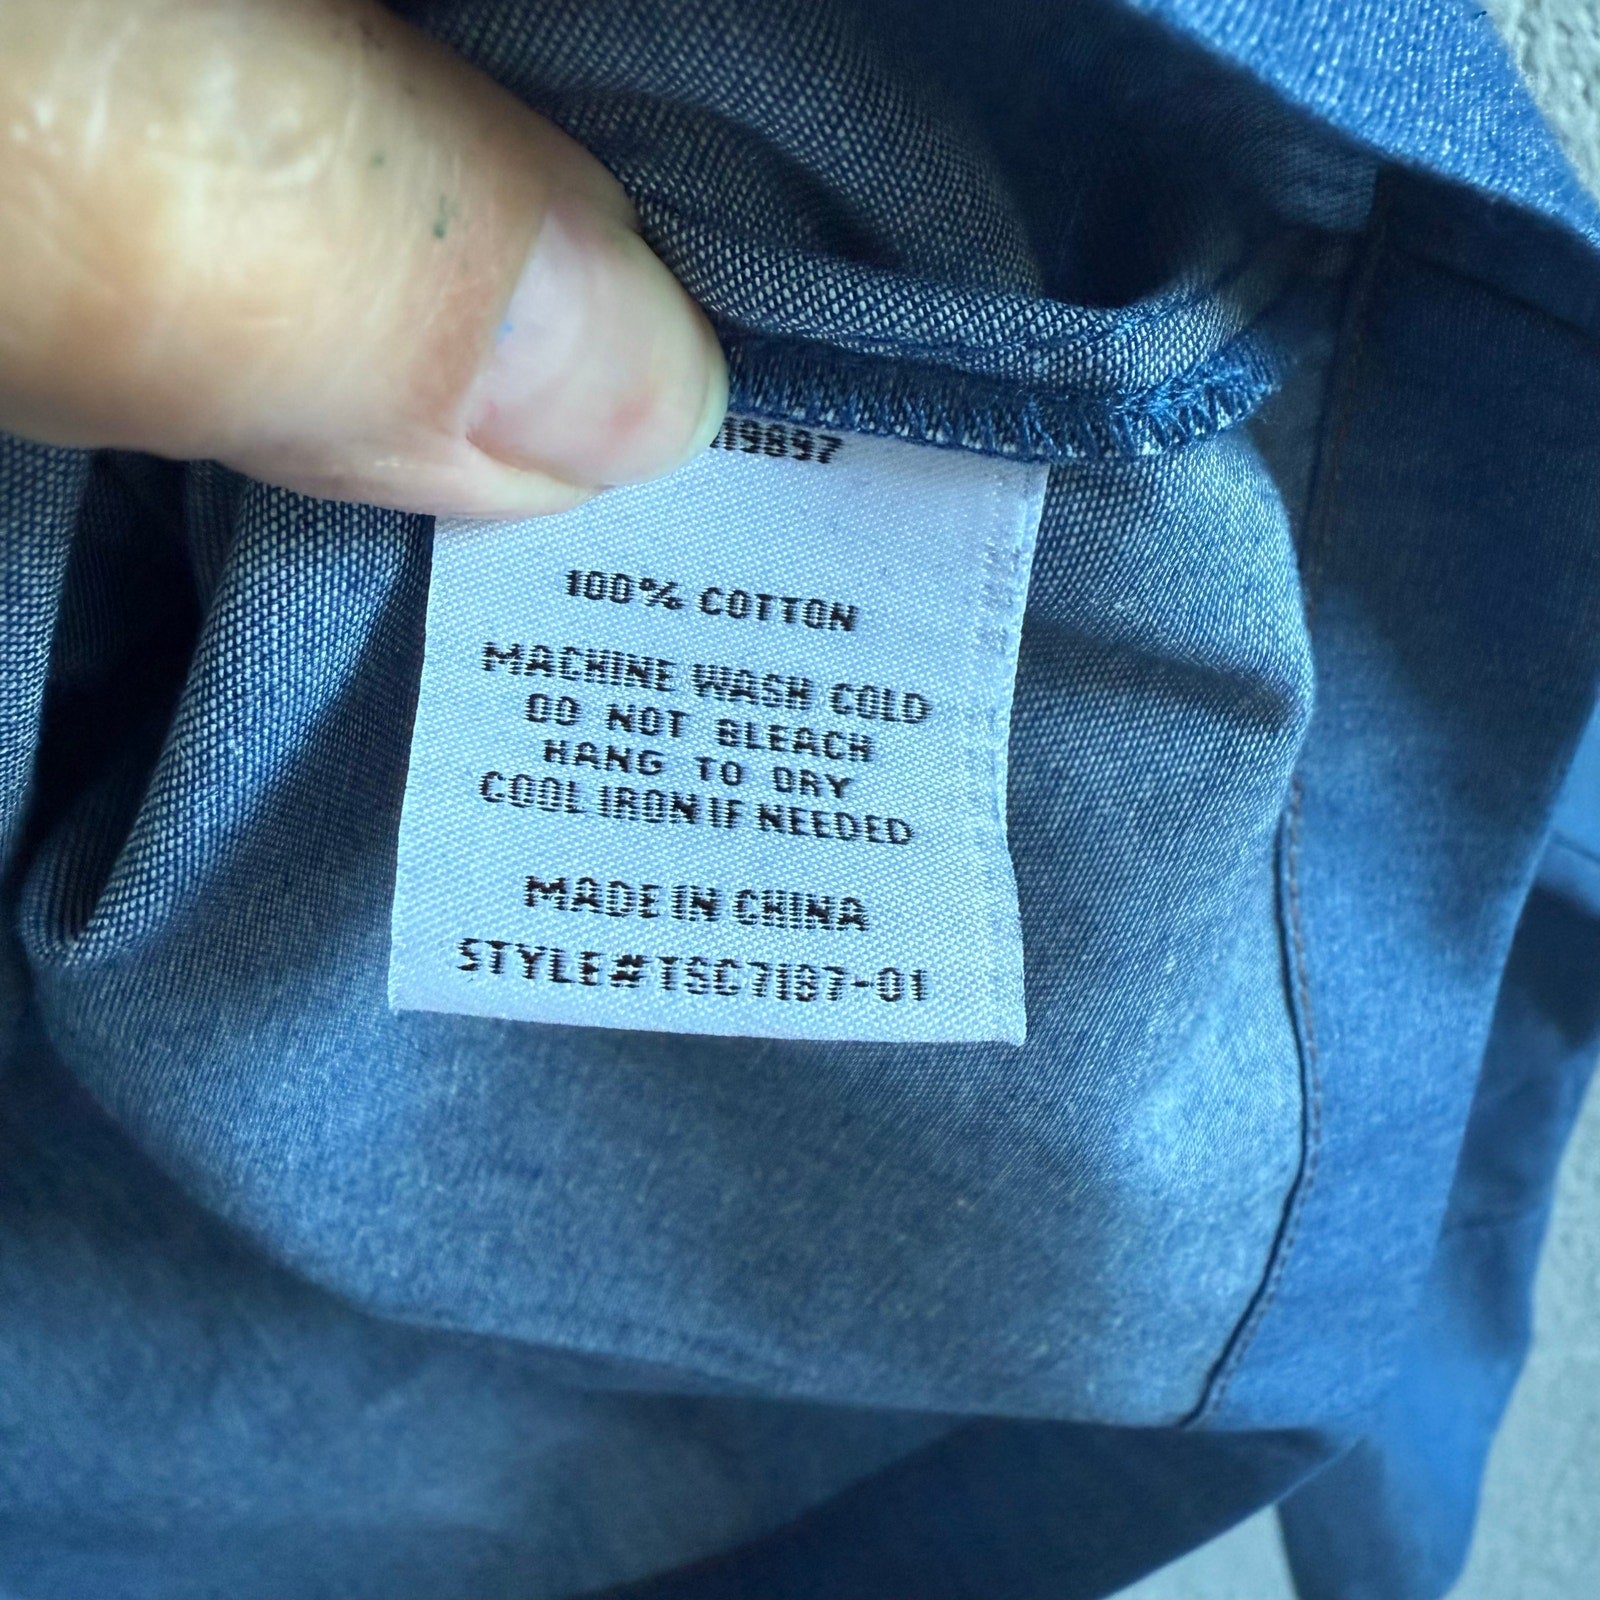 100% COTTON
MACHINE WASH COLD
DO NOT BLEACH
HANG TO DRY
COOL IRON IF NEEDED
MADE IN CHINA
STYLE#TSC7187-01